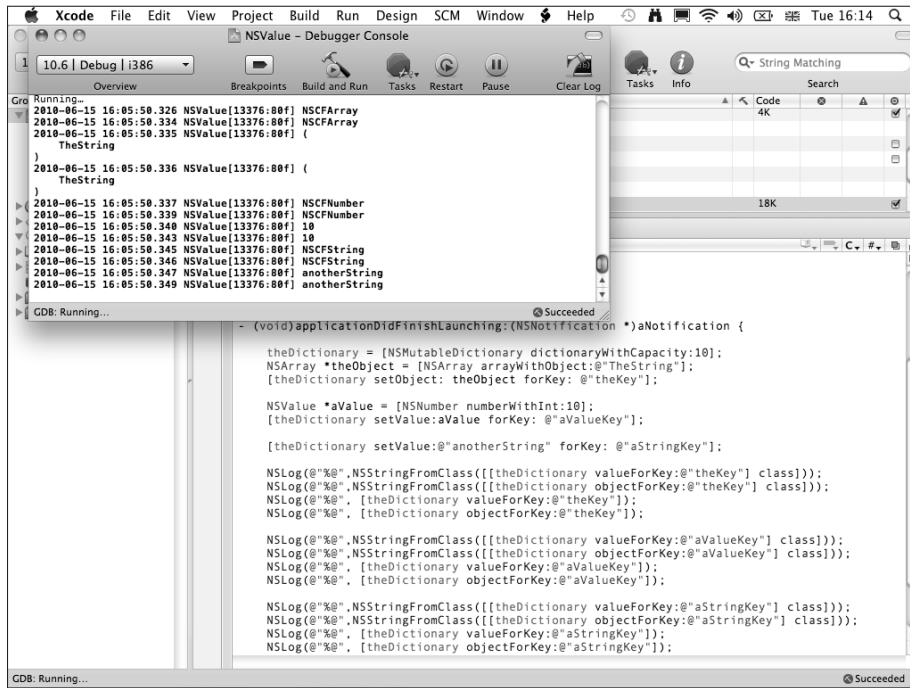 Xcode File Edit View Project Build Run Design SCM Window Help Tue 16:14
NSValue – Debugger Console
10.6 | Debug | i386
Overview Breakpoints Build and Run Tasks Restart Pause Clear Log
Tasks Info
String Matching
Search
Code
4K
18K
Running…
2010-06-15 16:05:50.326 NSValue[13376:80f] NSCFArray
2010-06-15 16:05:50.334 NSValue[13376:80f] NSCFArray
2010-06-15 16:05:50.335 NSValue[13376:80f] (
    TheString
)
2010-06-15 16:05:50.336 NSValue[13376:80f] (
    TheString
)
2010-06-15 16:05:50.337 NSValue[13376:80f] NSCFNumber
2010-06-15 16:05:50.339 NSValue[13376:80f] NSCFNumber
2010-06-15 16:05:50.340 NSValue[13376:80f] 10
2010-06-15 16:05:50.343 NSValue[13376:80f] 10
2010-06-15 16:05:50.345 NSValue[13376:80f] NSCFString
2010-06-15 16:05:50.346 NSValue[13376:80f] NSCFString
2010-06-15 16:05:50.347 NSValue[13376:80f] anotherString
2010-06-15 16:05:50.349 NSValue[13376:80f] anotherString
GDB: Running… Succeeded
C #
- (void)applicationDidFinishLaunching:(NSNotification *)aNotification {
theDictionary = [NSMutableDictionary dictionaryWithCapacity:10];
NSArray *theObject = [NSArray arrayWithObject:@"TheString"];
[theDictionary setObject: theObject forKey: @"theKey"];
NSValue *aValue = [NSNumber numberWithInt:10];
[theDictionary setValue:aValue forKey: @"aValueKey"];
[theDictionary setValue:@"anotherString" forKey: @"aStringKey"];
NSLog(@"%@",NSStringFromClass([[theDictionary valueForKey:@"theKey"] class]));
NSLog(@"%@",NSStringFromClass([[theDictionary objectForKey:@"theKey"] class]));
NSLog(@"%@", [theDictionary valueForKey:@"theKey"]);
NSLog(@"%@", [theDictionary objectForKey:@"theKey"]);
NSLog(@"%@",NSStringFromClass([[theDictionary valueForKey:@"aValueKey"] class]));
NSLog(@"%@",NSStringFromClass([[theDictionary objectForKey:@"aValueKey"] class]));
NSLog(@"%@", [theDictionary valueForKey:@"aValueKey"]);
NSLog(@"%@", [theDictionary objectForKey:@"aValueKey"]);
NSLog(@"%@",NSStringFromClass([[theDictionary valueForKey:@"aStringKey"] class]));
NSLog(@"%@",NSStringFromClass([[theDictionary objectForKey:@"aStringKey"] class]));
NSLog(@"%@", [theDictionary valueForKey:@"aStringKey"]);
NSLog(@"%@", [theDictionary objectForKey:@"aStringKey"]);
GDB: Running… Succeeded